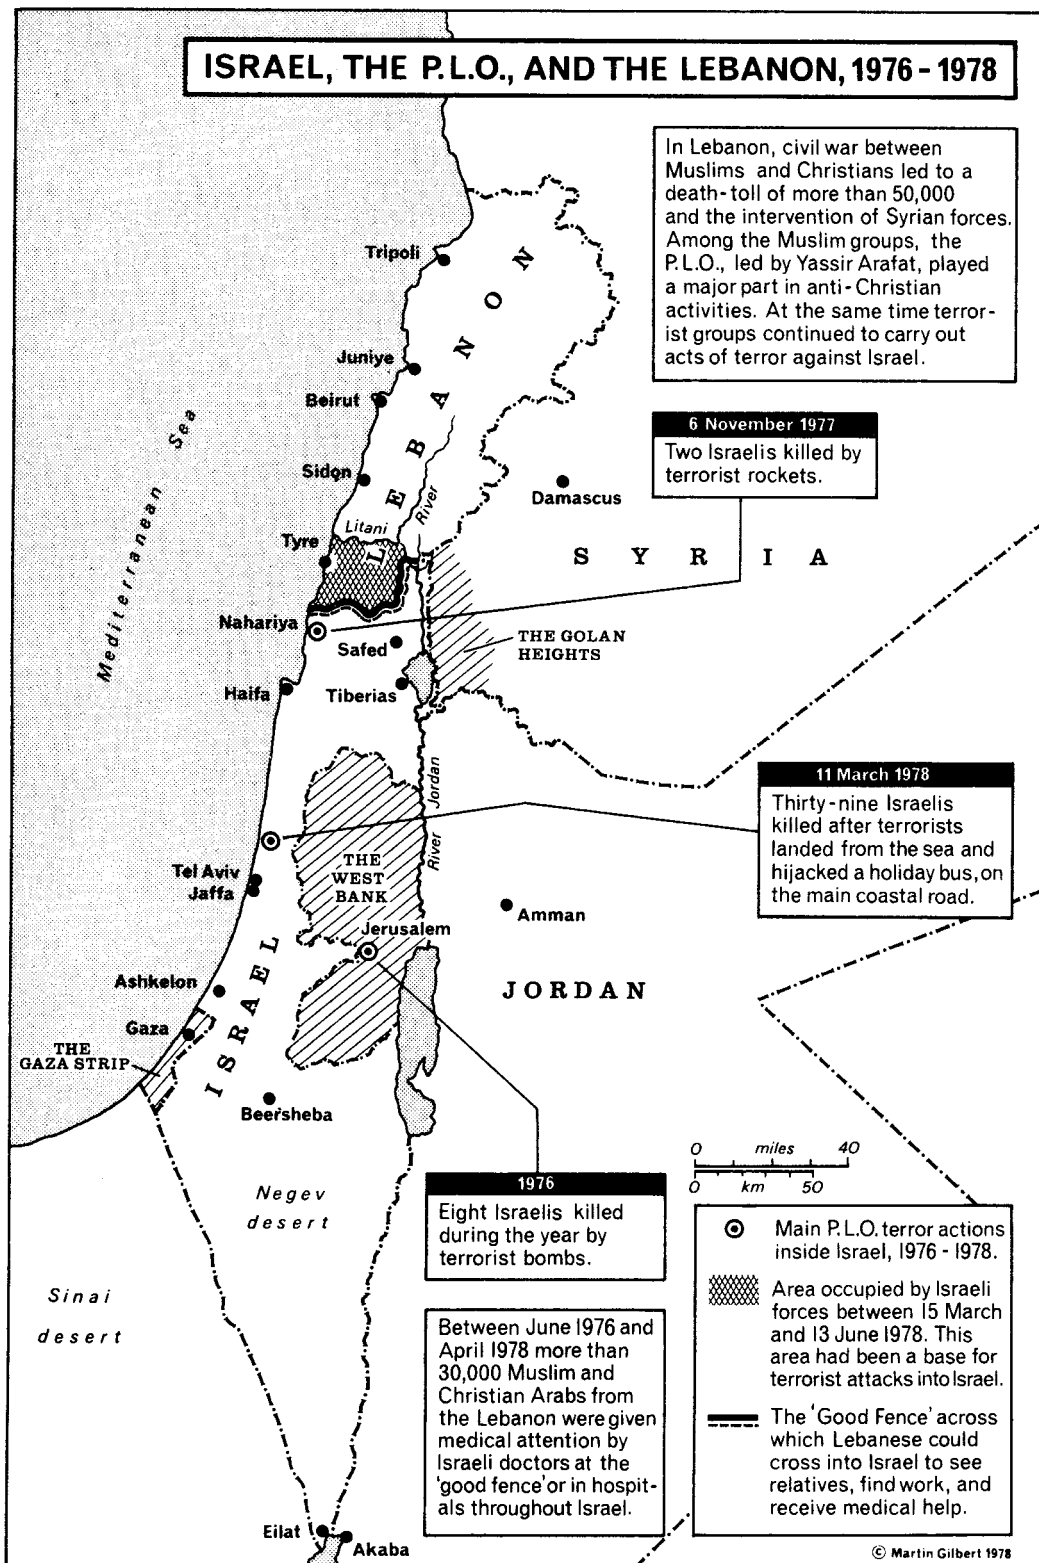 ISRAEL, THE P.L.O., AND THE LEBANON, 1976-1978
In Lebanon, civil war between
Muslims and Christians led to a
death-toll of more than 50,000
and the intervention of Syrian forces.
Among the Muslim groups, the
P.L.O., led by Yassir Arafat, played
a major part in anti-Christian
activities. At the same time terror-
ist groups continued to carry out
acts of terror against Israel.
Tripoli
LEBANON
Juniye
Beirut
6 November 1977
Two Israelis killed by
terrorist rockets.
Mediterranean Sea
Sidon
Damascus
Litani
River
Tyre
SYRIA
Nahariya
Safed
THE GOLAN
HEIGHTS
Haifa
Tiberias
Jordan
River
11 March 1978
Thirty-nine Israelis
killed after terrorists
landed from the sea and
hijacked a holiday bus, on
the main coastal road.
Tel Aviv
Jaffa
THE
WEST
BANK
Amman
Jerusalem
ISRAEL
Ashkelon
JORDAN
Gaza
THE
GAZA STRIP
Beersheba
0 miles 40
0 km 50
Negev
desert
1976
Eight Israelis killed
during the year by
terrorist bombs.
Sinai
desert
Between June 1976 and
April 1978 more than
30,000 Muslim and
Christian Arabs from
the Lebanon were given
medical attention by
Israeli doctors at the
'good fence' or in hospit-
als throughout Israel.
Main P.L.O. terror actions
inside Israel, 1976 - 1978.
Area occupied by Israeli
forces between 15 March
and 13 June 1978. This
area had been a base for
terrorist attacks into Israel.
The 'Good Fence' across
which Lebanese could
cross into Israel to see
relatives, find work, and
receive medical help.
Eilat
Akaba
© Martin Gilbert 1978